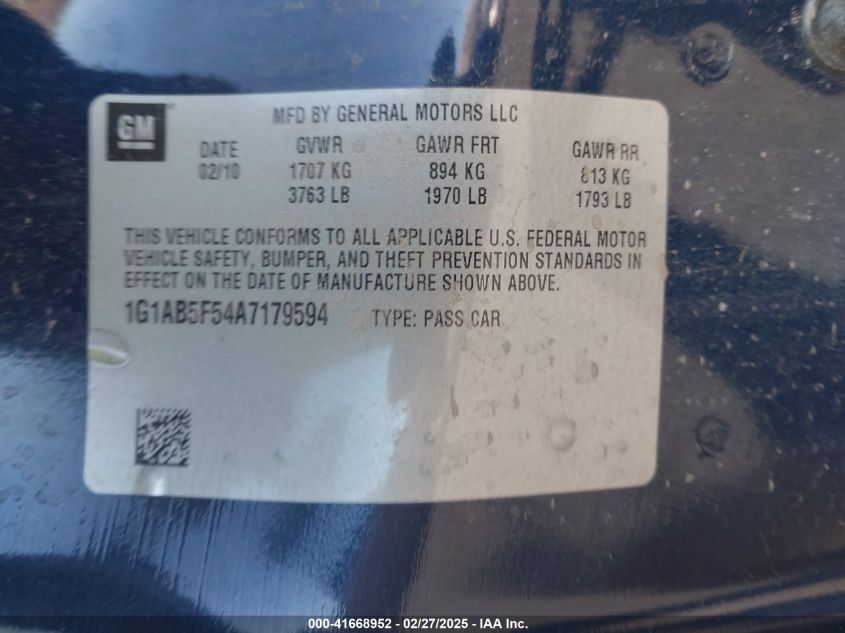 GM
MFD BY GENERAL MOTORS LLC
DATE GVWR GAWR FRT GAWR RR
02/10 1707 KG 894 KG 813 KG
3763 LB 1970 LB 1793 LB
THIS VEHICLE CONFORMS TO ALL APPLICABLE U.S. FEDERAL MOTOR
VEHICLE SAFETY, BUMPER, AND THEFT PREVENTION STANDARDS IN
EFFECT ON THE DATE OF MANUFACTURE SHOWN ABOVE.
1G1AB5F54A7179594 TYPE: PASS CAR
000-41668952 - 02/27/2025 - IAA Inc.